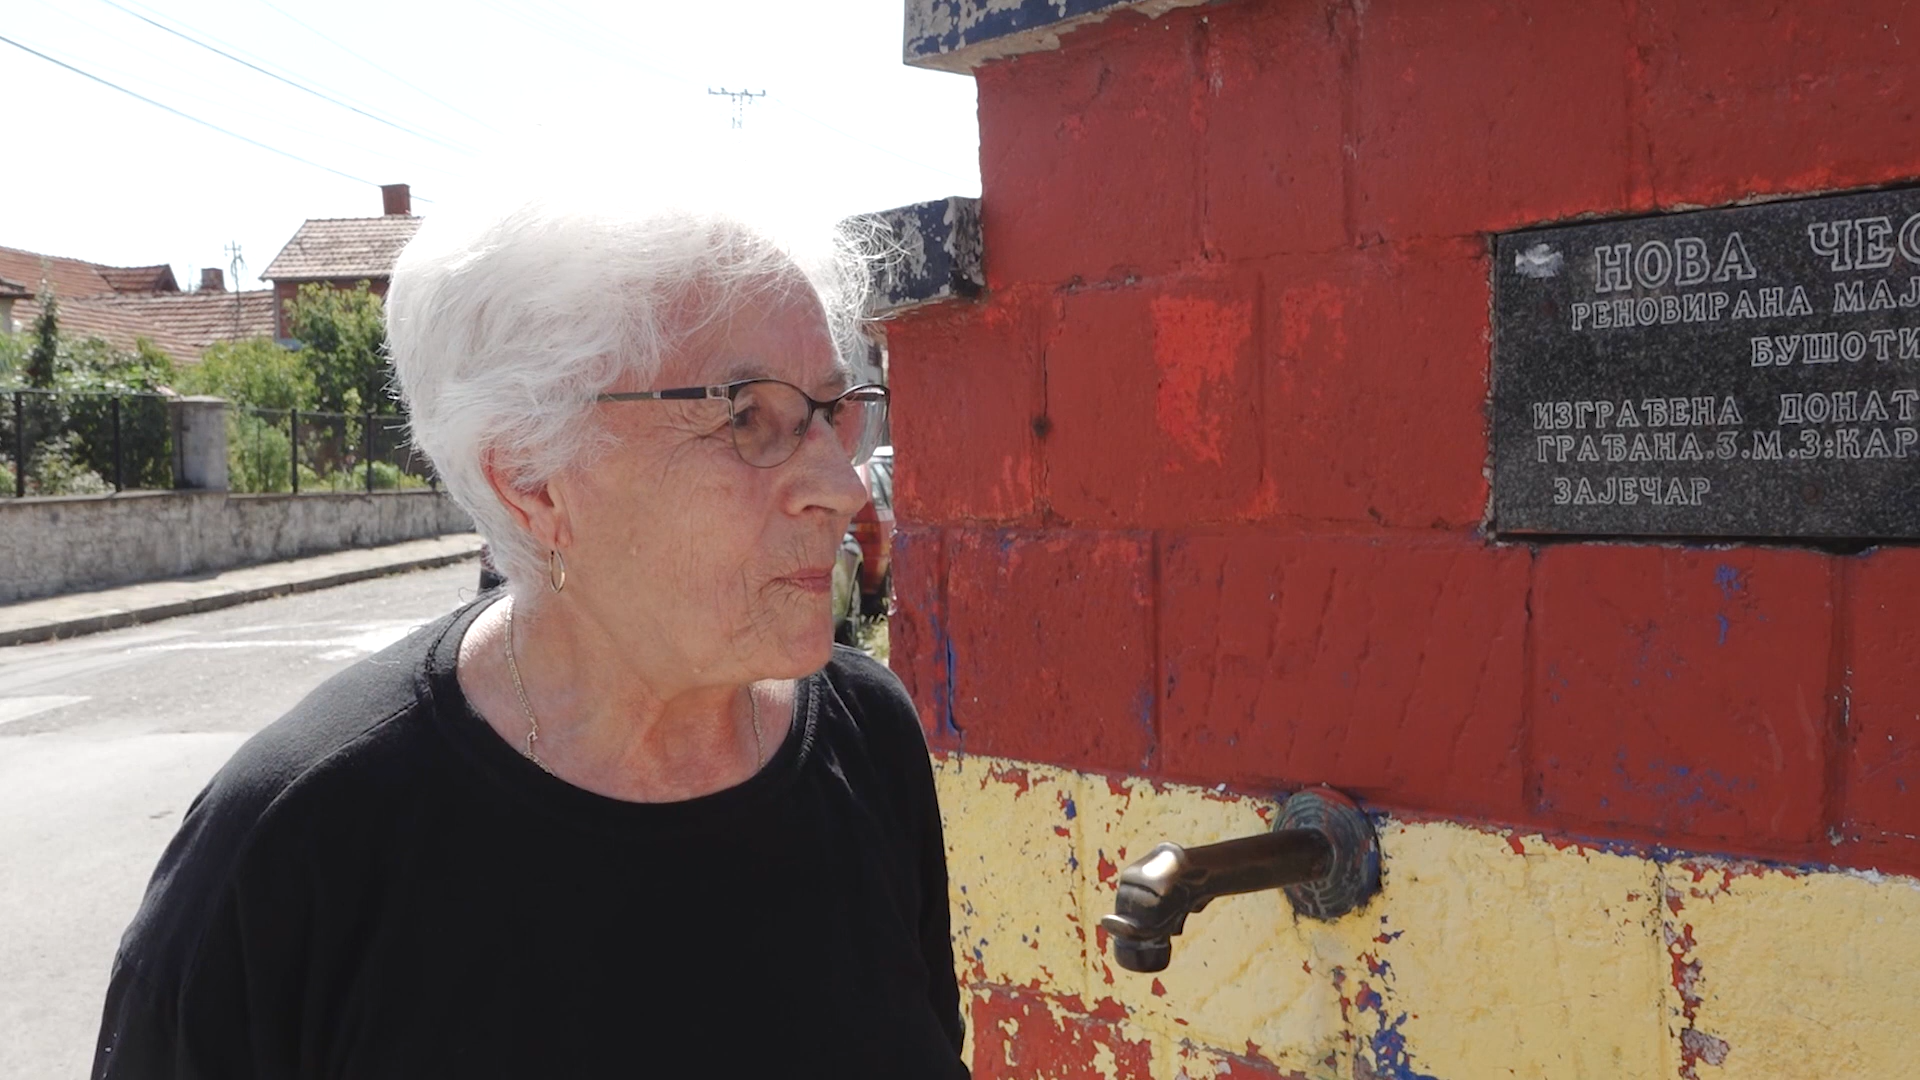 НОВА ЧЕС
РЕНОВИРАНА МАЈ
БУШОТИ
ИЗГРАЂЕНА ДОНАТ
ГРАЂАНА.З.М.З:КАР
ЗАЈЕЧАР